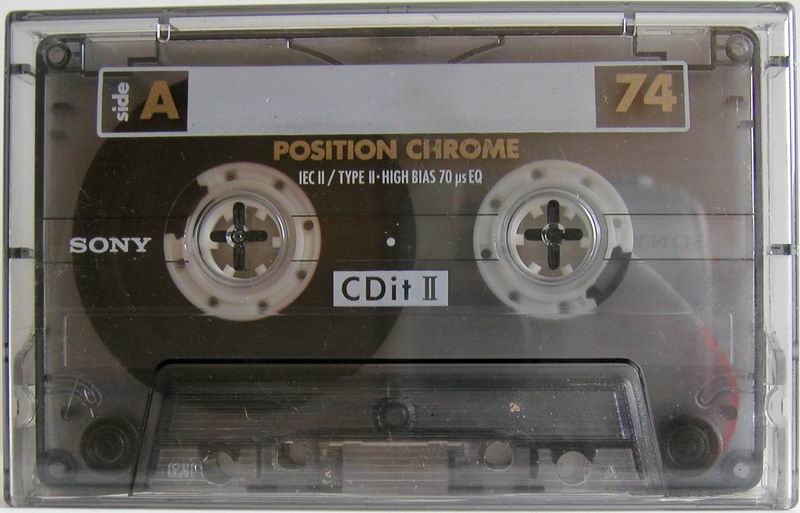 side A 74
POSITION CHROME
IEC II / TYPE II · HIGH BIAS 70 µs EQ
SONY
CDit II